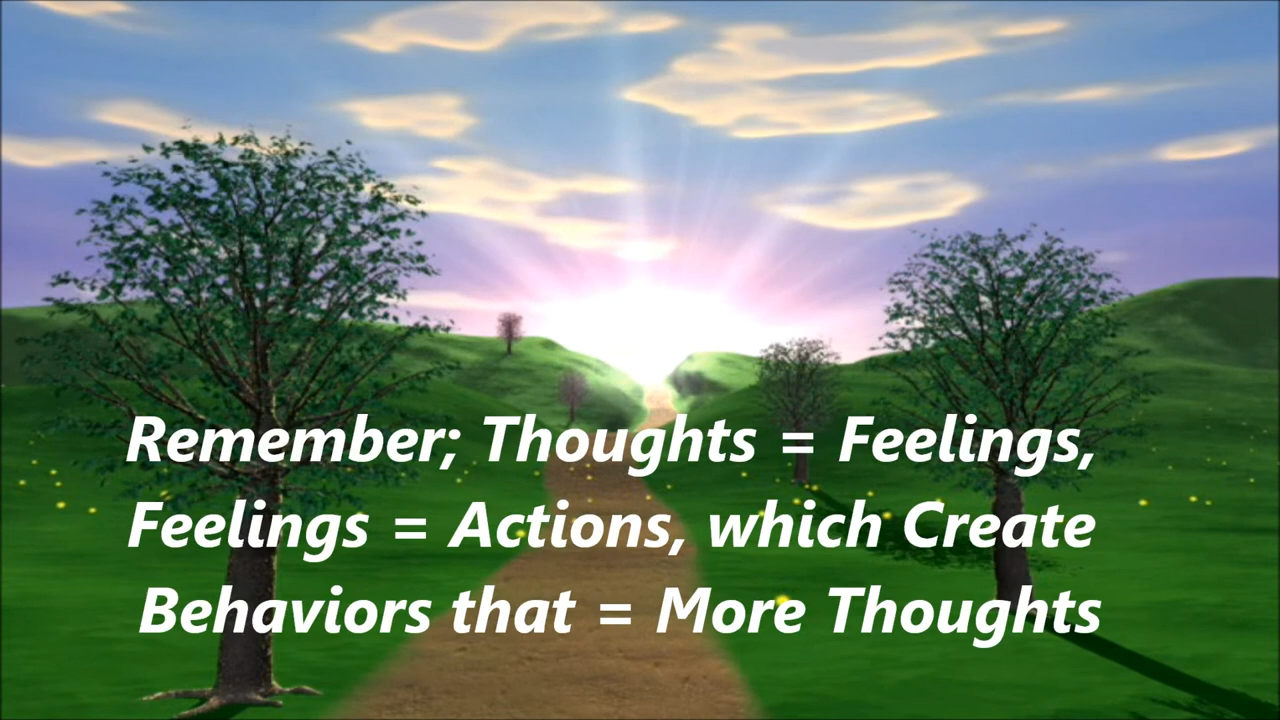 Remember; Thoughts = Feelings,
Feelings = Actions, which Create
Behaviors that = More Thoughts